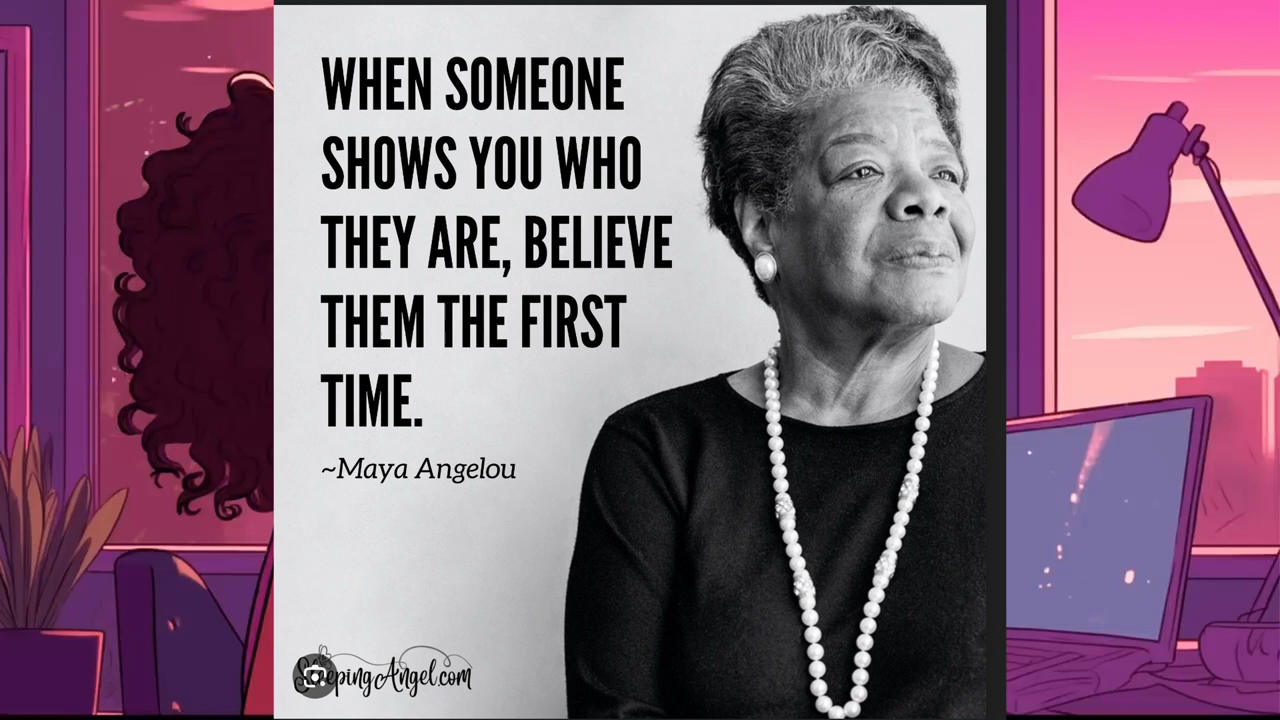 WHEN SOMEONE
SHOWS YOU WHO
THEY ARE, BELIEVE
THEM THE FIRST
TIME.
~Maya Angelou